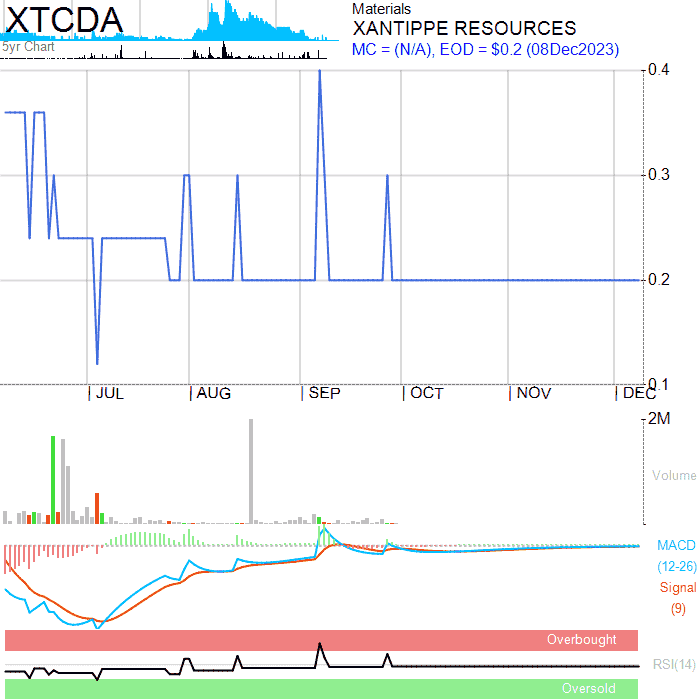 XTCDA
5yr Chart
Materials
XANTIPPE RESOURCES
MC = (N/A), EOD = $0.2 (08Dec2023)
0.4
0.3
0.2
0.1
JUL AUG SEP OCT NOV DEC
2M
Volume
MACD
(12-26)
Signal
(9)
Overbought
RSI(14)
Oversold